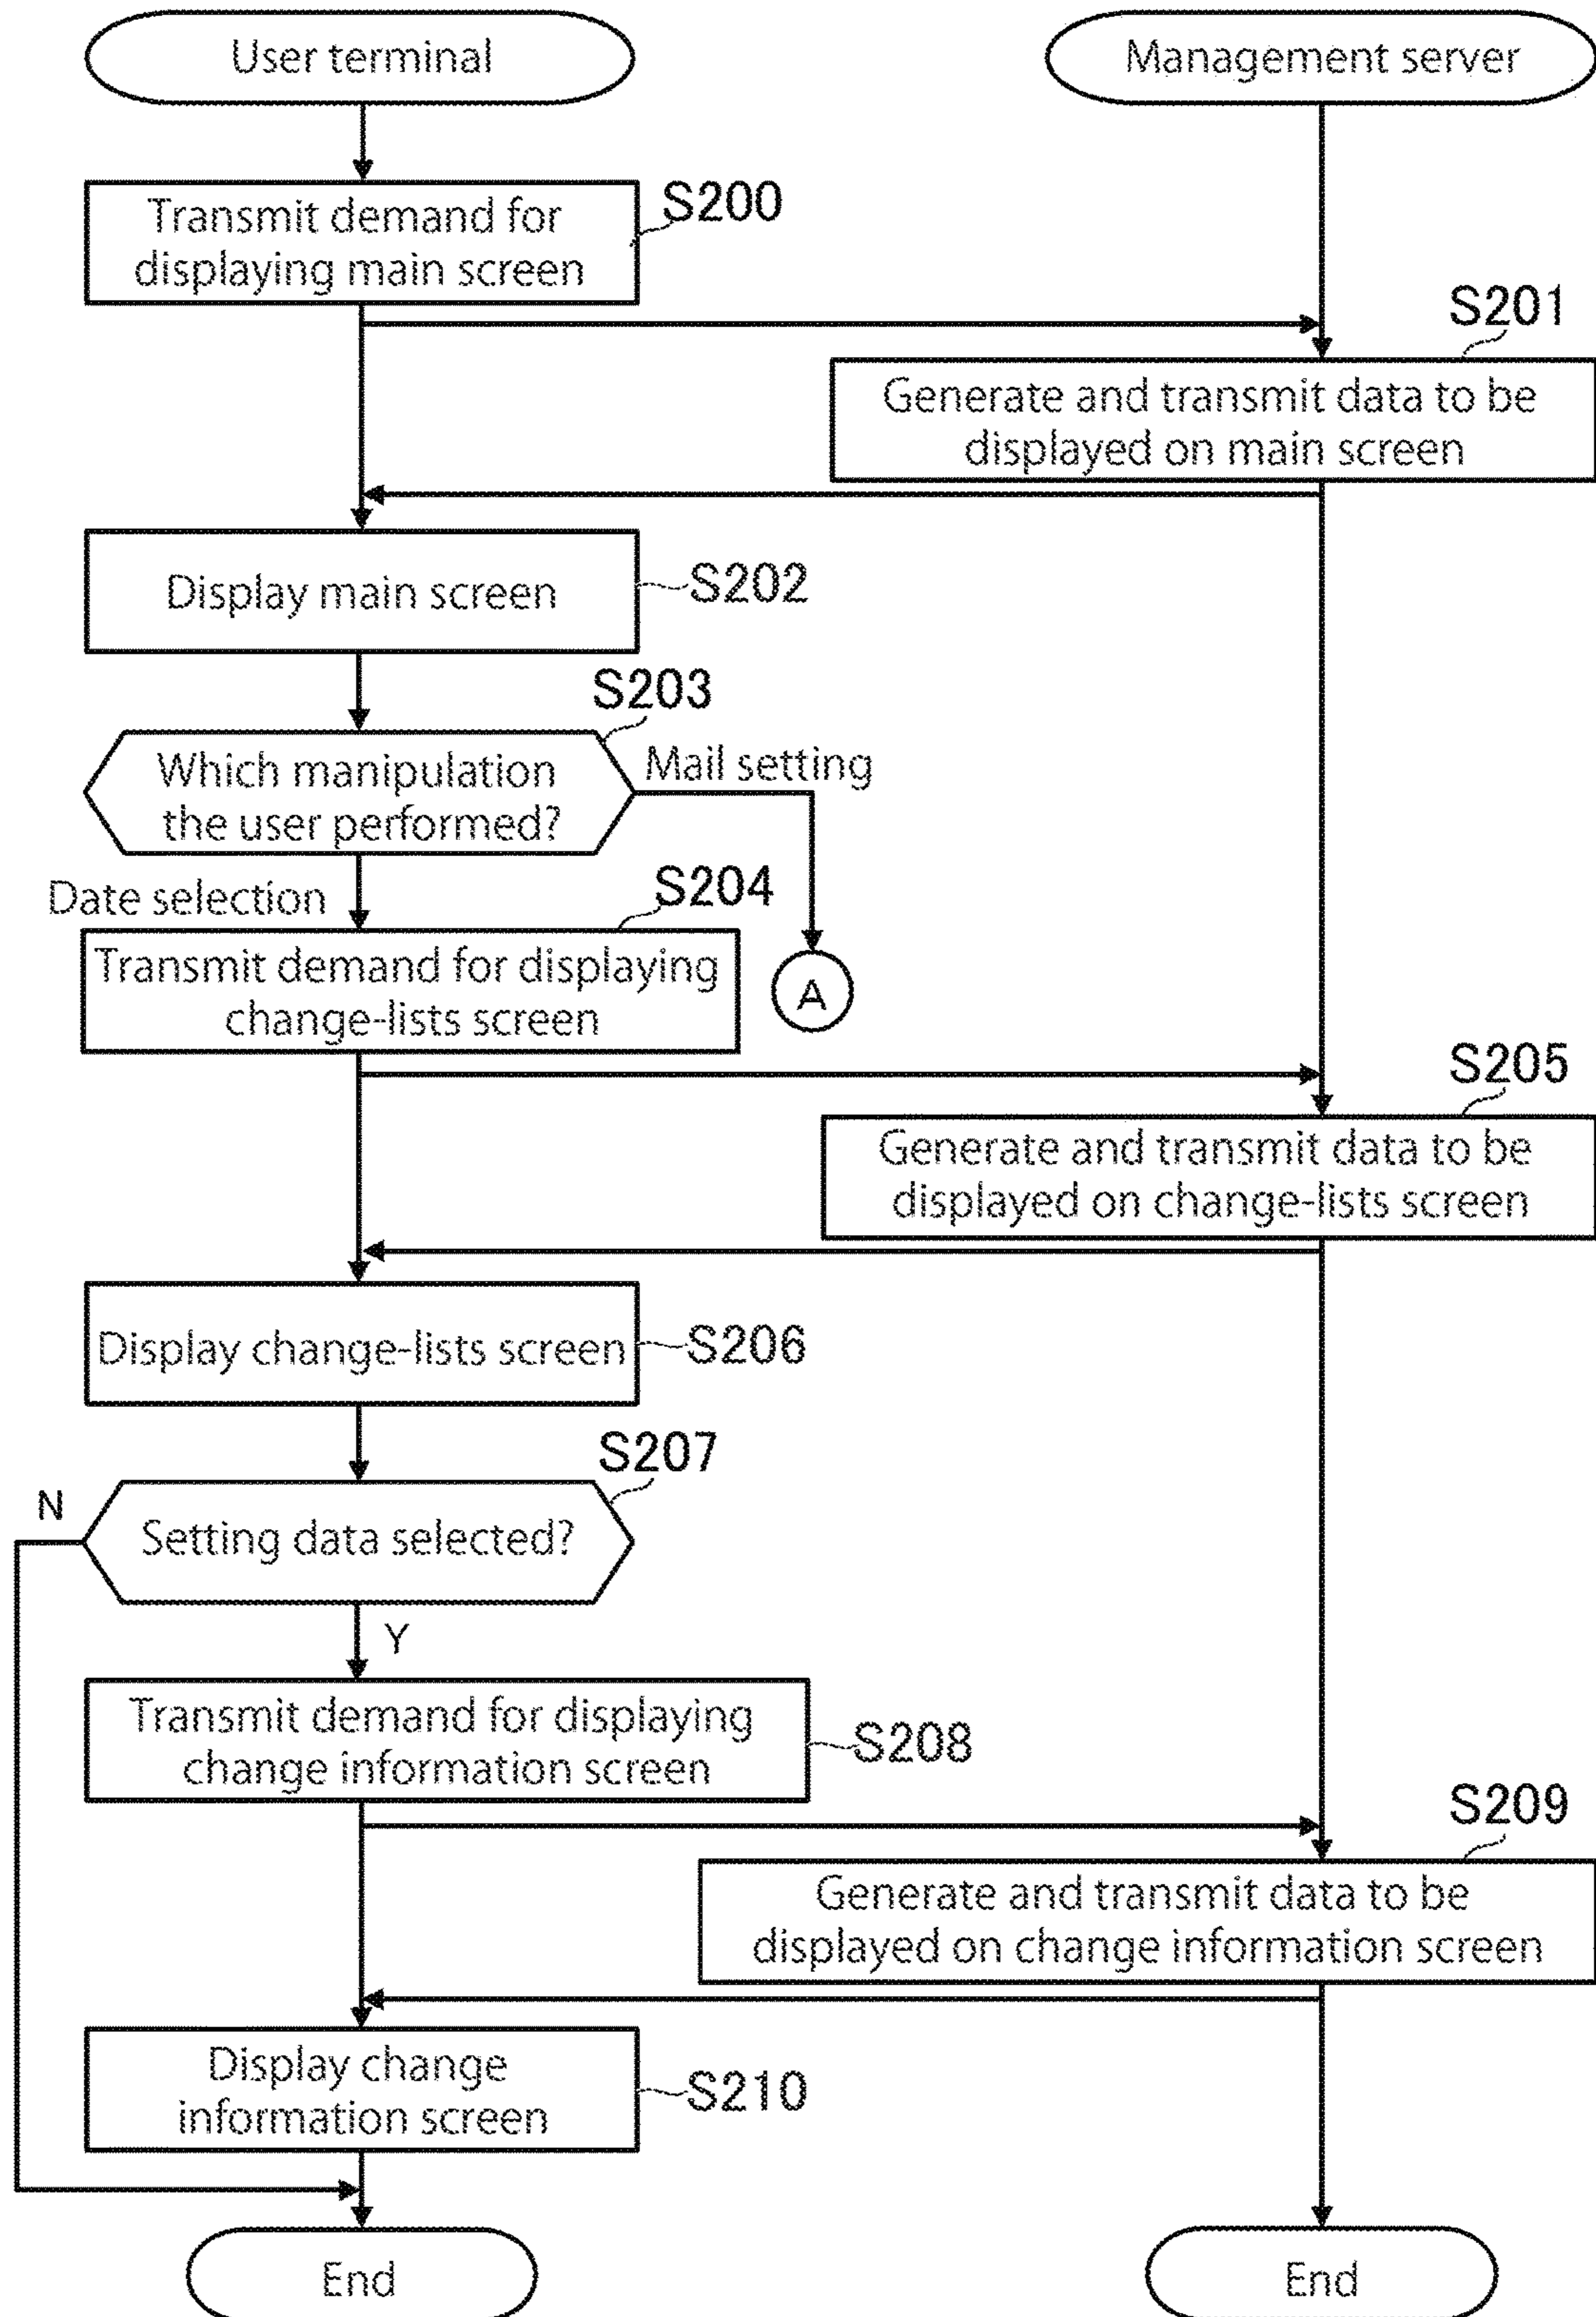 User terminal
Management server
Transmit demand for
displaying main screen
S200
S201
Generate and transmit data to be
displayed on main screen
Display main screen
S202
S203
Which manipulation
the user performed?
Mail setting
Date selection
S204
Transmit demand for displaying
change-lists screen
A
S205
Generate and transmit data to be
displayed on change-lists screen
Display change-lists screen
S206
S207
N
Setting data selected?
Y
Transmit demand for displaying
change information screen
S208
S209
Generate and transmit data to be
displayed on change information screen
Display change
information screen
S210
End
End